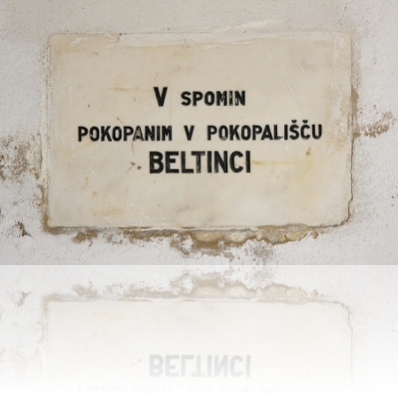 V SPOMIN
POKOPANIM V POKOPALIŠČU
BELTINCI